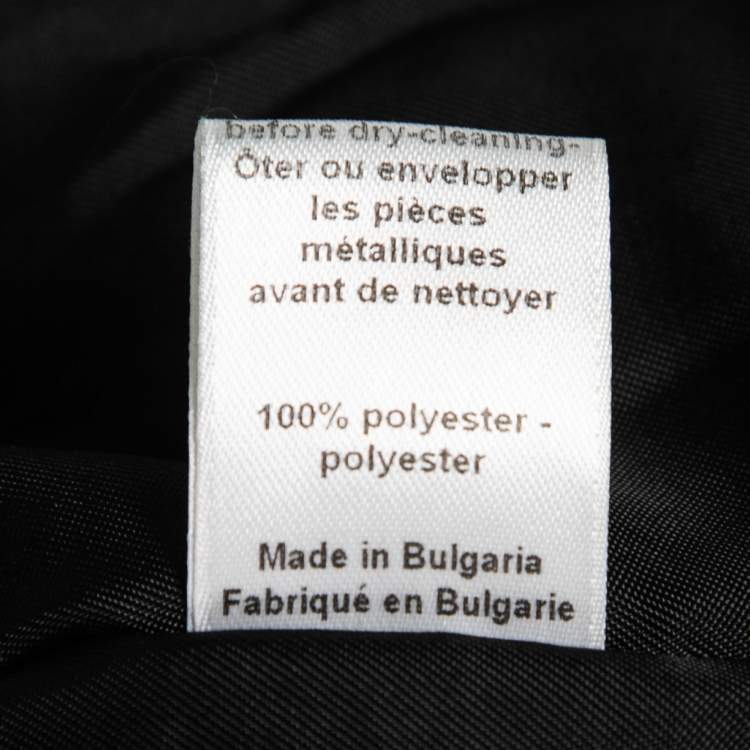 before dry-cleaning-
Ôter ou envelopper
les pièces
métalliques
avant de nettoyer
100% polyester -
polyester
Made in Bulgaria
Fabriqué en Bulgarie